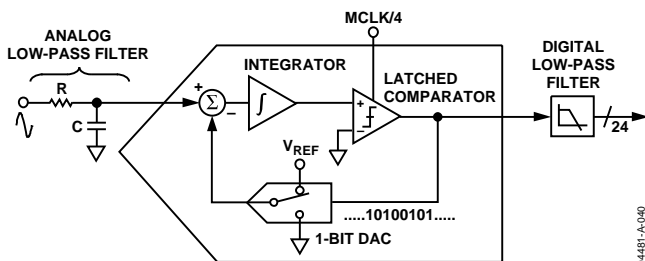 MCLK/4
ANALOG
LOW-PASS FILTER
INTEGRATOR
DIGITAL
LOW-PASS
FILTER
LATCHED
COMPARATOR
R
+
Σ
–
∫
+
–
24
C
VREF
.....10100101.....
1-BIT DAC
04481-A-040